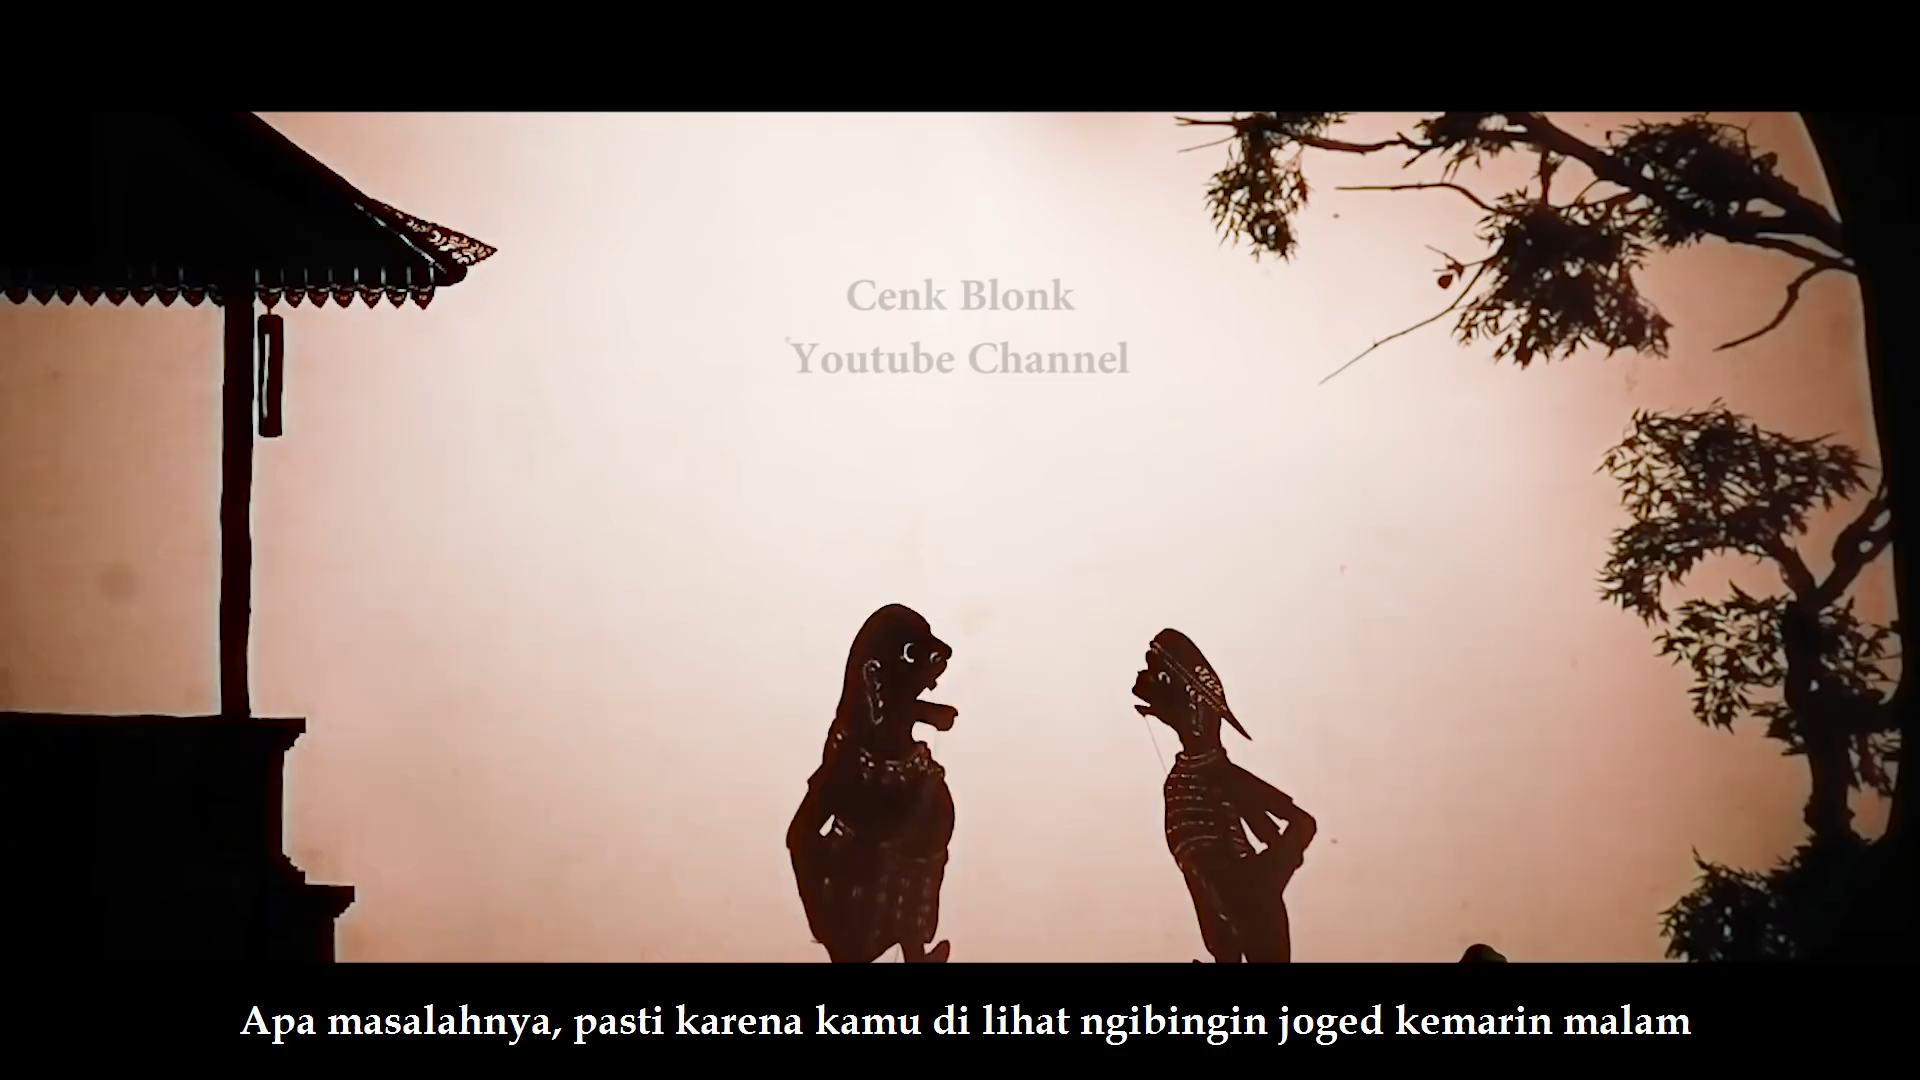 Cenk Blonk
Youtube Channel
Apa masalahnya, pasti karena kamu di lihat ngibingin joged kemarin malam